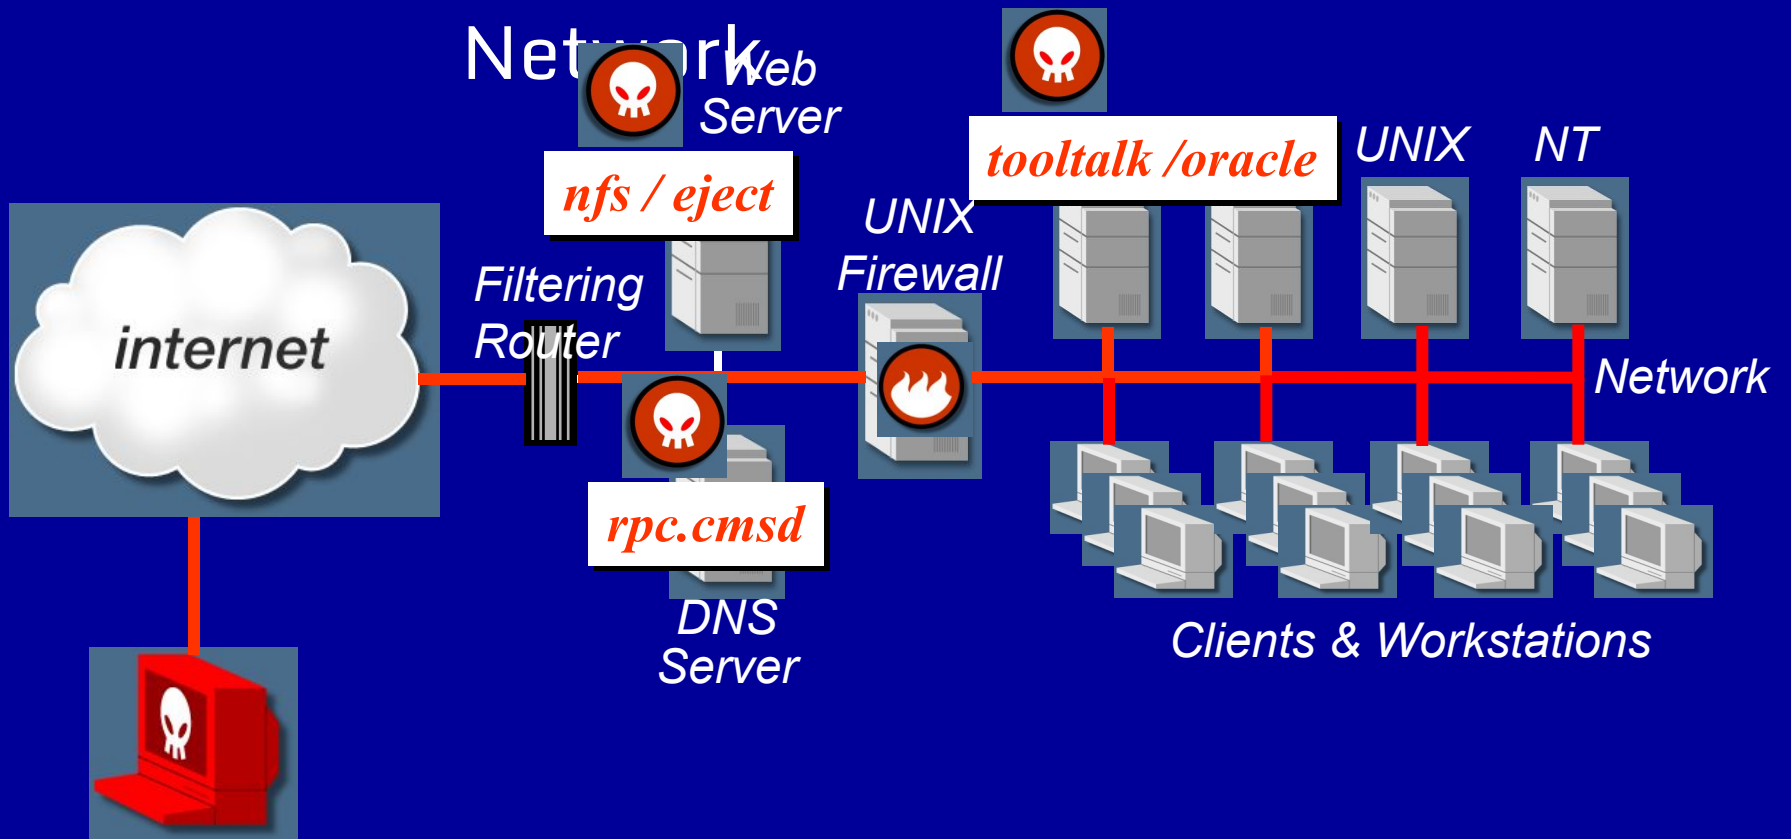 Network
Web
Server
nfs / eject
tooltalk /oracle
UNIX
NT
UNIX
Firewall
Filtering
Router
internet
Network
rpc.cmsd
DNS
Server
Clients & Workstations